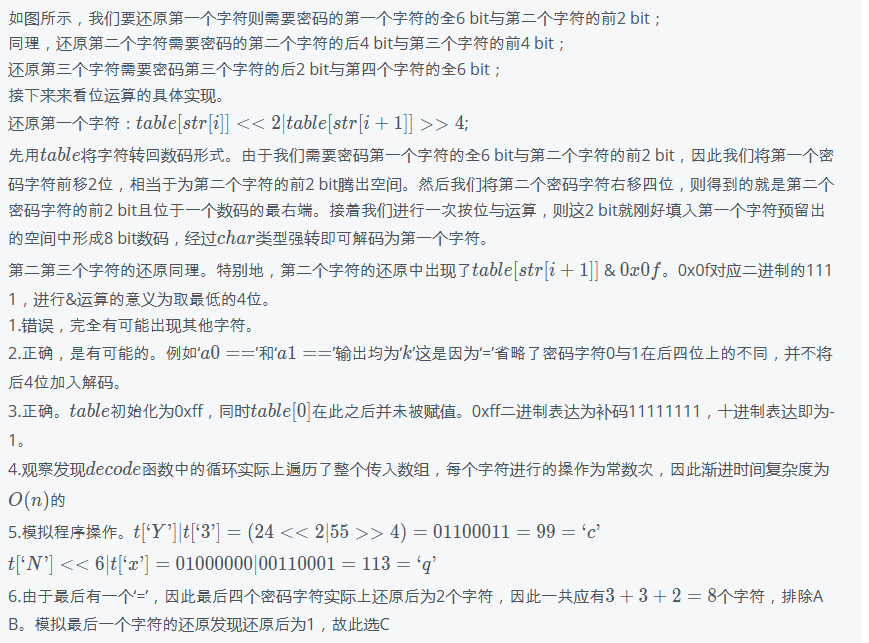 如图所示，我们要还原第一个字符则需要密码的第一个字符的全6 bit与第二个字符的前2 bit；
同理，还原第二个字符需要密码的第二个字符的后4 bit与第三个字符的前4 bit；
还原第三个字符需要密码第三个字符的后2 bit与第四个字符的全6 bit；
接下来来看位运算的具体实现。
还原第一个字符：table[str[i]] << 2|table[str[i + 1]] >> 4;
先用table将字符转回数码形式。由于我们需要密码第一个字符的全6 bit与第二个字符的前2 bit，因此我们将第一个密
码字符前移2位，相当于为第二个字符的前2 bit腾出空间。然后我们将第二个密码字符右移四位，则得到的就是第二个
密码字符的前2 bit且位于一个数码的最右端。接着我们进行一次按位与运算，则这2 bit就刚好填入第一个字符预留出
的空间中形成8 bit数码，经过char类型强转即可解码为第一个字符。
第二第三个字符的还原同理。特别地，第二个字符的还原中出现了table[str[i + 1]] & 0x0f。0x0f对应二进制的111
1，进行&运算的意义为取最低的4位。
1.错误，完全有可能出现其他字符。
2.正确，是有可能的。例如‘a0 ==’和‘a1 ==’输出均为‘k’这是因为‘=’省略了密码字符0与1在后四位上的不同，并不将
后4位加入解码。
3.正确。table初始化为0xff，同时table[0]在此之后并未被赋值。0xff二进制表达为补码11111111，十进制表达即为-
1。
4.观察发现decode函数中的循环实际上遍历了整个传入数组，每个字符进行的操作为常数次，因此渐进时间复杂度为
O(n)的
5.模拟程序操作。t[‘Y’]|t[‘3’] = (24 << 2|55 >> 4) = 01100011 = 99 = ‘c’
t[‘N’] << 6|t[‘x’] = 01000000|00110001 = 113 = ‘q’
6.由于最后有一个‘=’，因此最后四个密码字符实际上还原后为2个字符，因此一共应有3 + 3 + 2 = 8个字符，排除A
B。模拟最后一个字符的还原发现还原后为1，故此选C